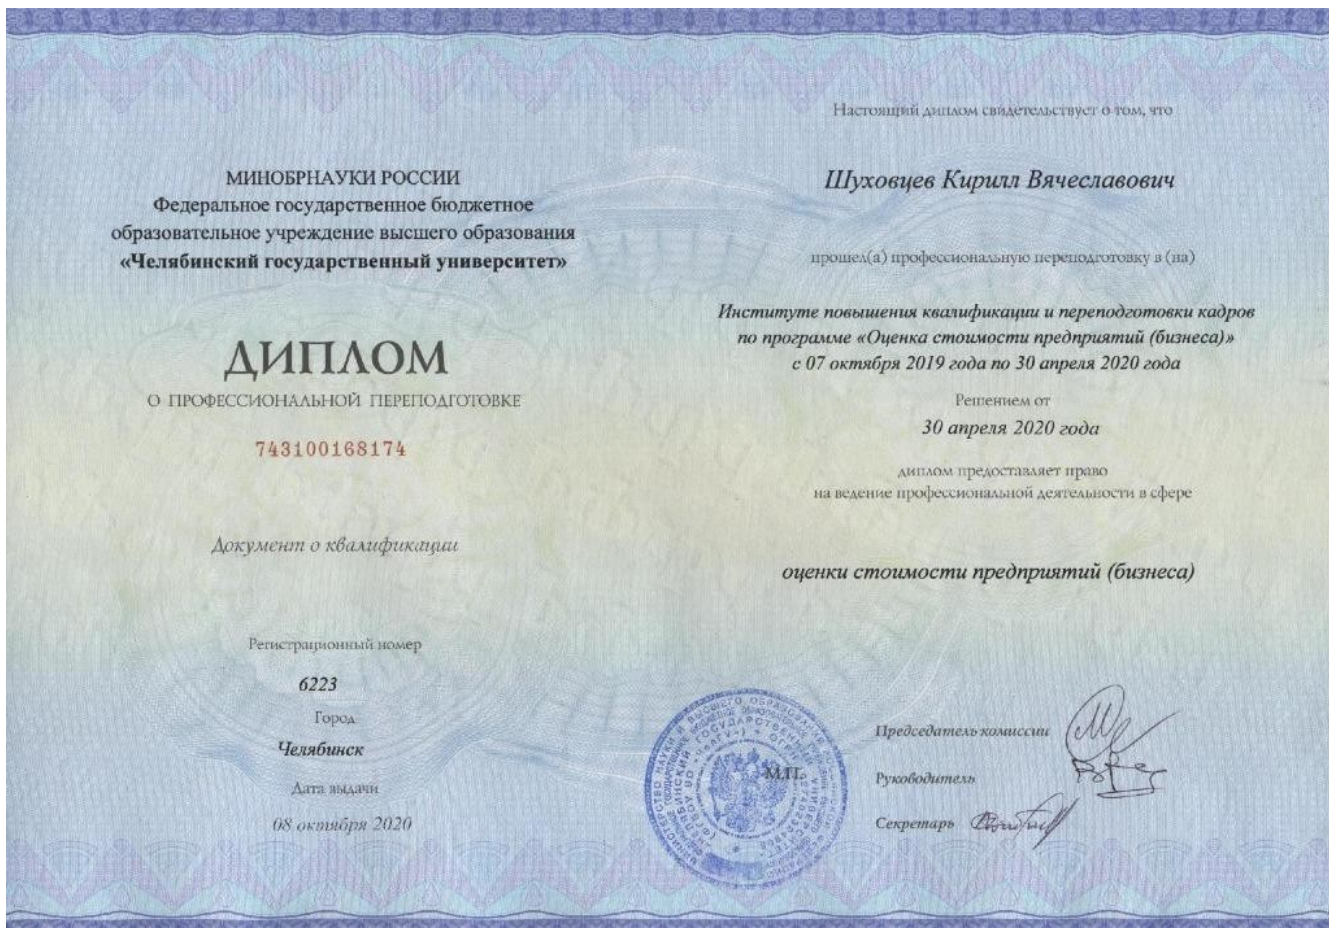 МИНОБРНАУКИ РОССИИ
Федеральное государственное бюджетное
образовательное учреждение высшего образования
«Челябинский государственный университет»
ДИПЛОМ
О ПРОФЕССИОНАЛЬНОЙ ПЕРЕПОДГОТОВКЕ
743100168174
Документ о квалификации
Регистрационный номер
6223
Город
Челябинск
Дата выдачи
08 октября 2020
Настоящий диплом свидетельствует о том, что
Шуховцев Кирилл Вячеславович
прошел(а) профессиональную переподготовку в (на)
Институте повышения квалификации и переподготовки кадров
по программе «Оценка стоимости предприятий (бизнеса)»
с 07 октября 2019 года по 30 апреля 2020 года
Решением от
30 апреля 2020 года
диплом предоставляет право
на ведение профессиональной деятельности в сфере
оценки стоимости предприятий (бизнеса)
М.П.
Председатель комиссии
Руководитель
Секретарь